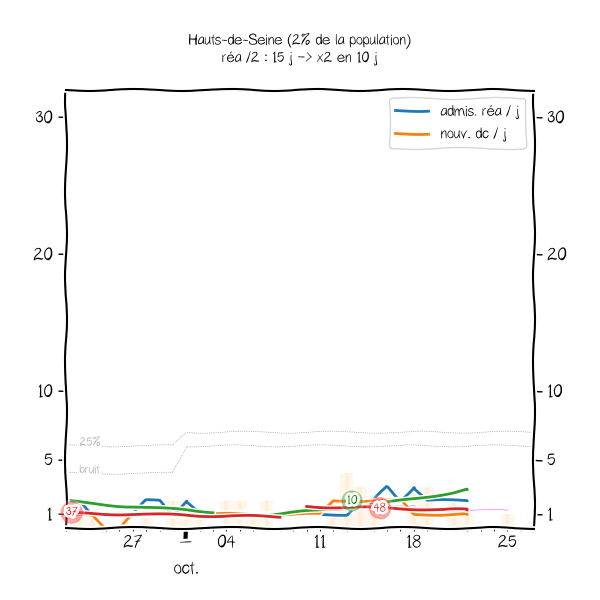 Hauts-de-Seine (2% de la population)
réa /2 : 15 j -> x2 en 10 j
admis. réa / j
nouv. dc / j
30 30
20 20
10 10
25%
5 5
bruit
37 10 48
1 1
27 1 04 11 18 25
oct.